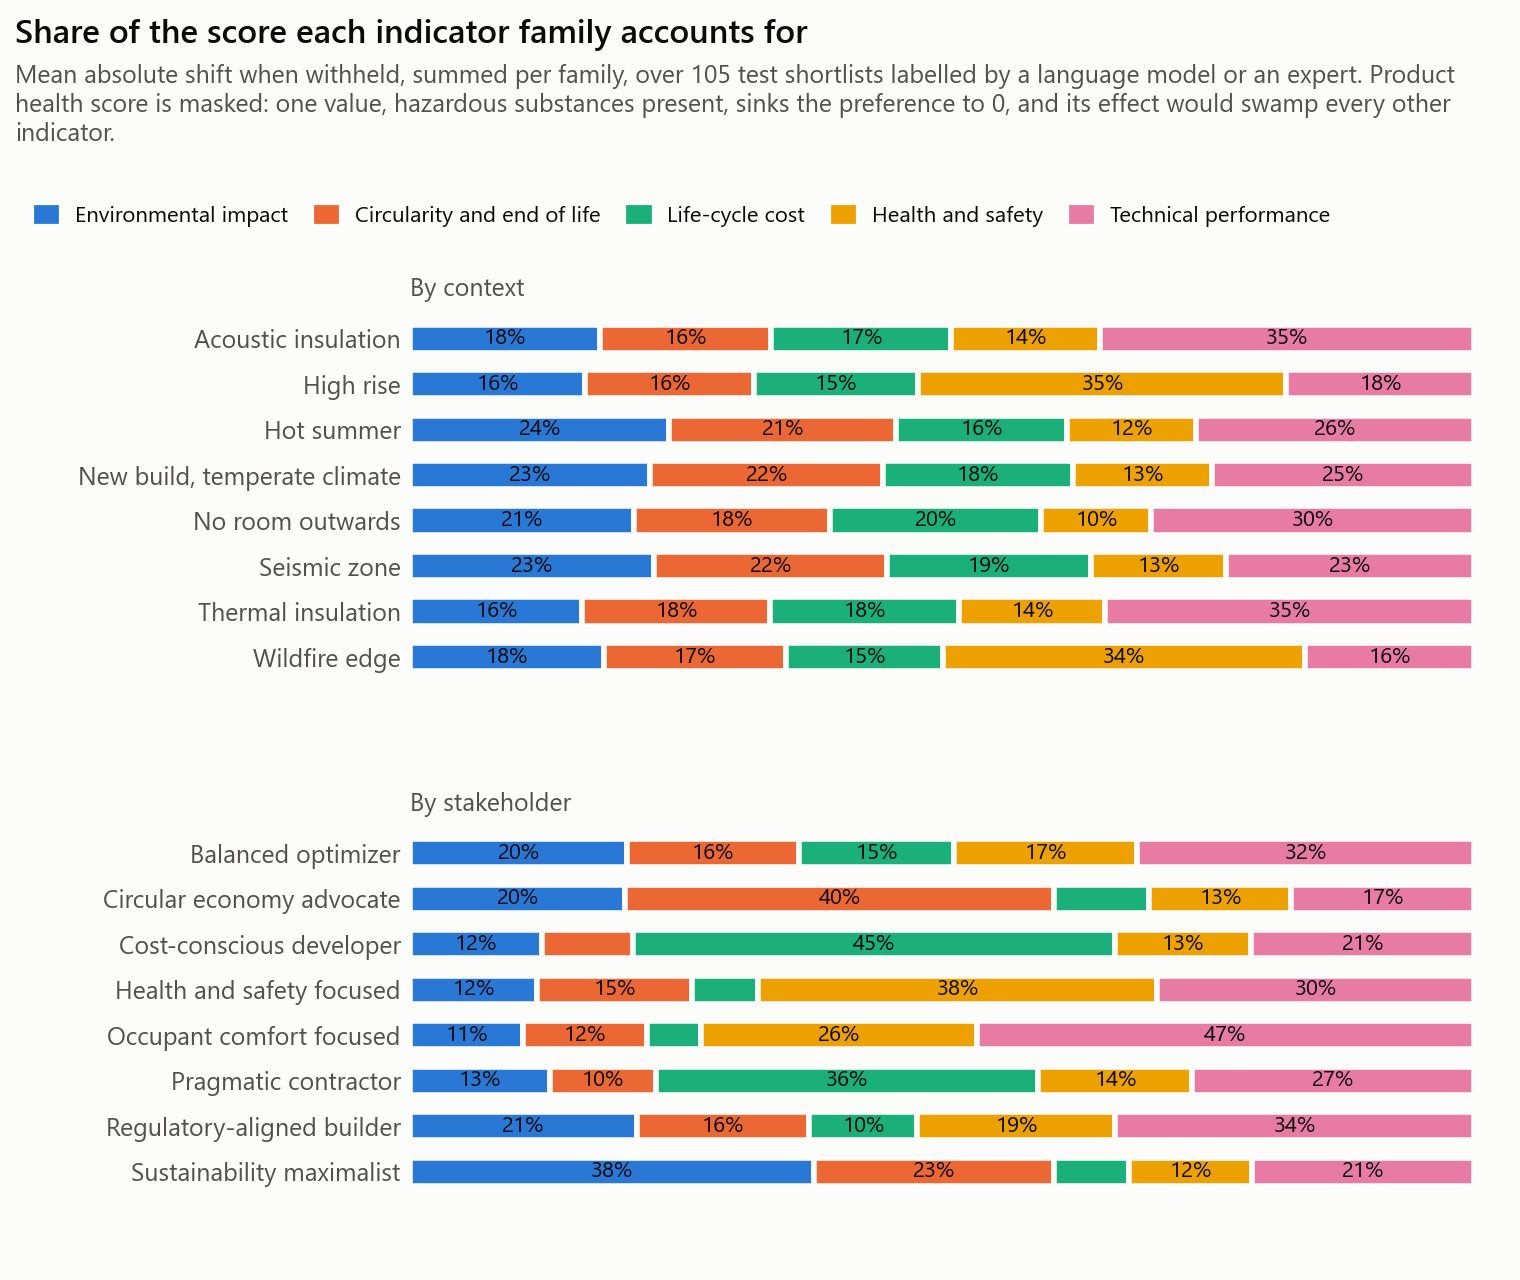 Share of the score each indicator family accounts for
Mean absolute shift when withheld, summed per family, over 105 test shortlists labelled by a language model or an expert. Product
health score is masked: one value, hazardous substances present, sinks the preference to 0, and its effect would swamp every other
indicator.
Environmental impact Circularity and end of life Life-cycle cost Health and safety Technical performance
By context
Acoustic insulation 18% 16% 17% 14% 35%
High rise 16% 16% 15% 35% 18%
Hot summer 24% 21% 16% 12% 26%
New build, temperate climate 23% 22% 18% 13% 25%
No room outwards 21% 18% 20% 10% 30%
Seismic zone 23% 22% 19% 13% 23%
Thermal insulation 16% 18% 18% 14% 35%
Wildfire edge 18% 17% 15% 34% 16%
By stakeholder
Balanced optimizer 20% 16% 15% 17% 32%
Circular economy advocate 20% 40% 13% 17%
Cost-conscious developer 12% 45% 13% 21%
Health and safety focused 12% 15% 38% 30%
Occupant comfort focused 11% 12% 26% 47%
Pragmatic contractor 13% 10% 36% 14% 27%
Regulatory-aligned builder 21% 16% 10% 19% 34%
Sustainability maximalist 38% 23% 12% 21%